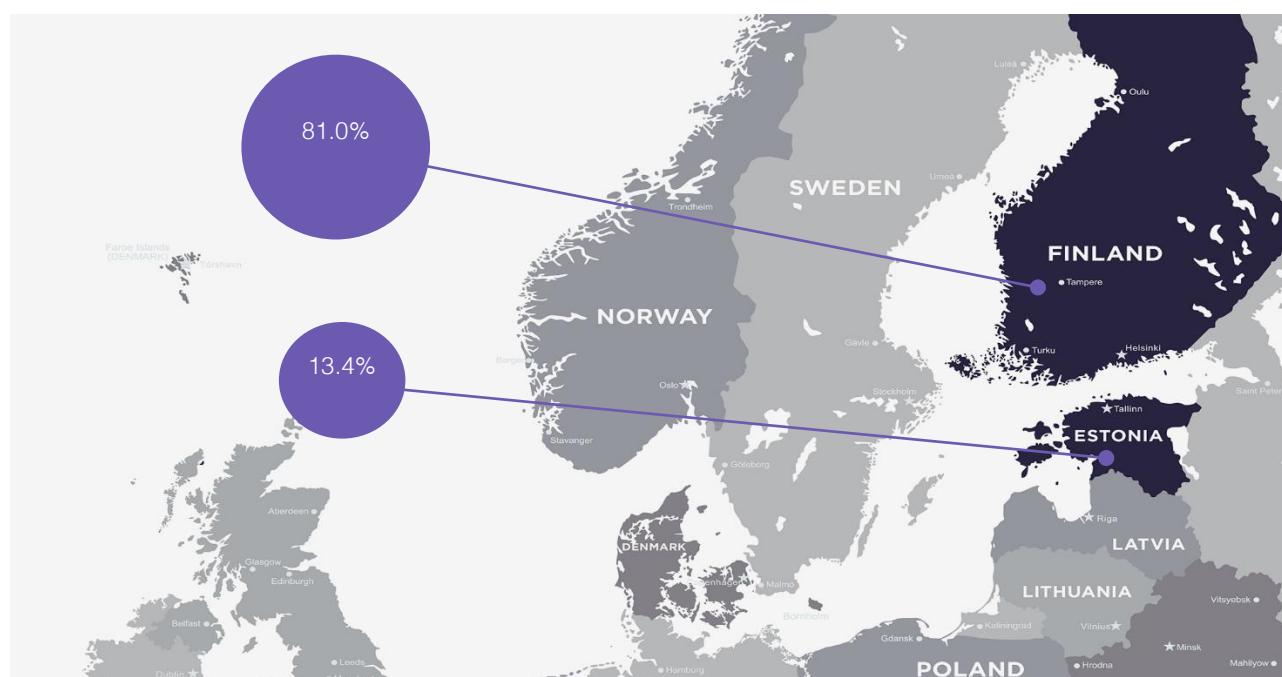 81.0%
Luleå
Oulu
SWEDEN
Umeå
Trondheim
Faroe Islands
(DENMARK)
Tórshavn
FINLAND
Tampere
NORWAY
13.4%
Gävle
Turku
Helsinki
Bergen
Oslo
Stockholm
Saint Peter
Tallinn
ESTONIA
Stavanger
Göteborg
Aberdeen
Riga
DENMARK
LATVIA
Glasgow
Edinburgh
Malmö
LITHUANIA
Vitsyebsk
Bornholm
Belfast
Kaliningrad
Vilnius
Gdansk
Minsk
Dublin
Leeds
Hamburg
POLAND
Hrodna
Mahilyow